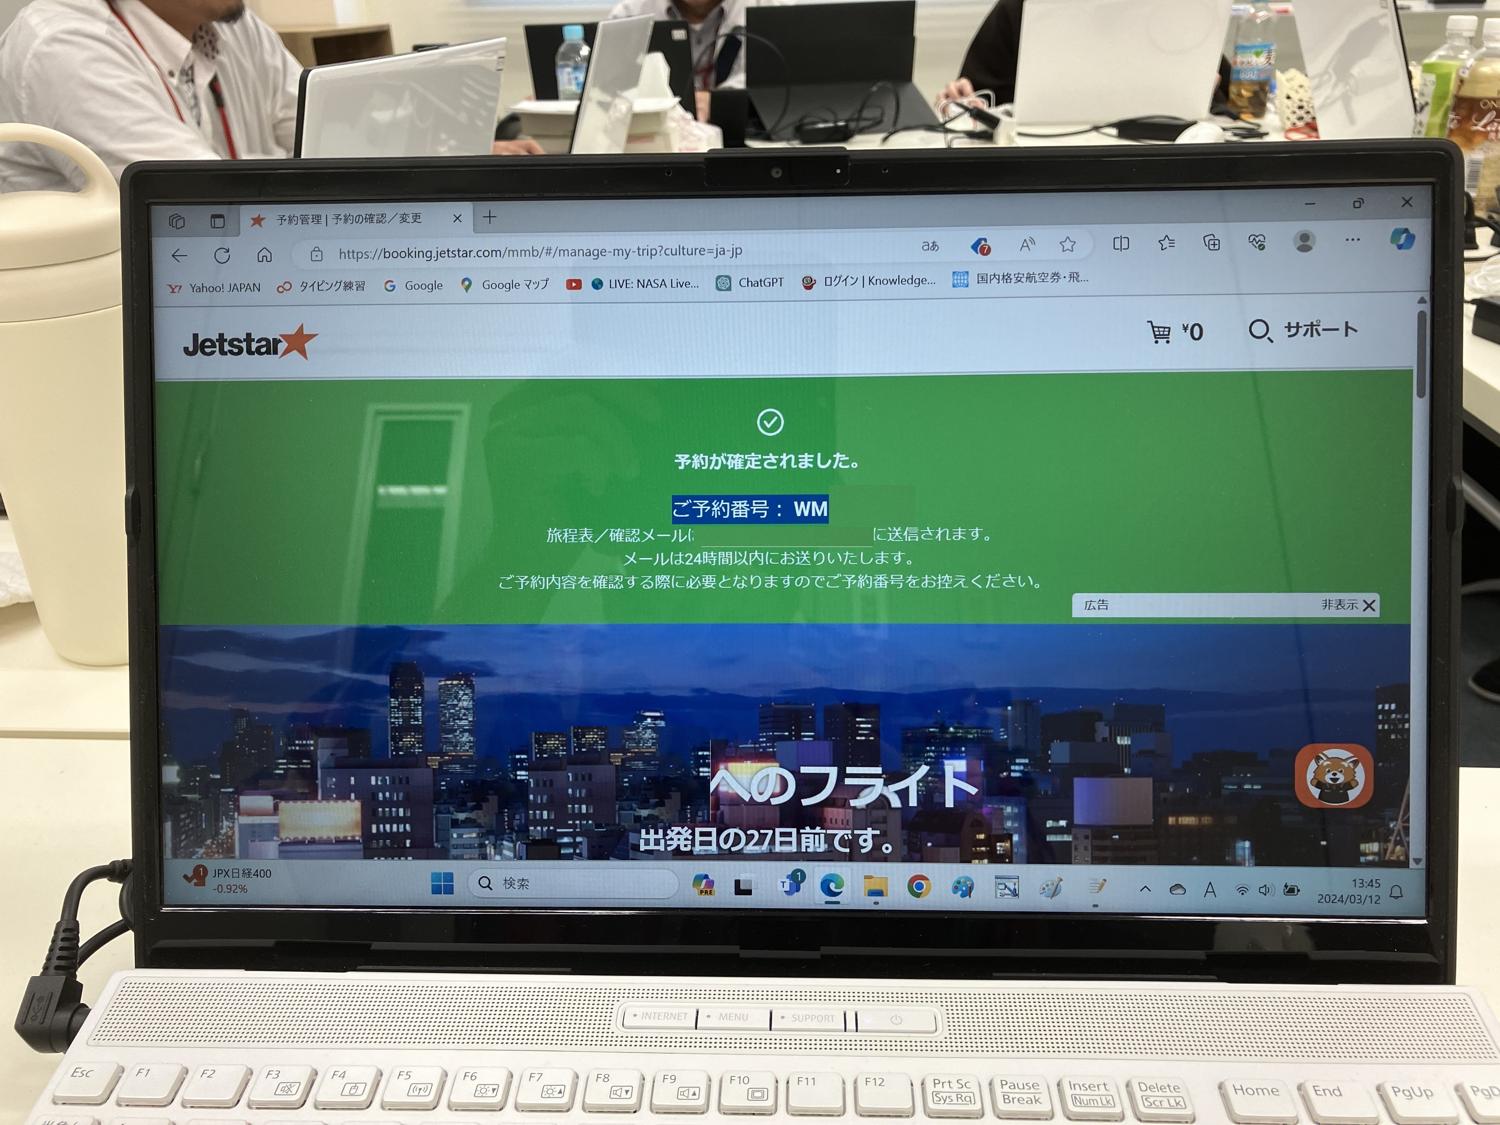 予約管理 | 予約の確認／変更
https://booking.jetstar.com/mmb/#/manage-my-trip?culture=ja-jp
aあ
7
Yahoo! JAPAN
タイピング練習
Google
Google マップ
LIVE: NASA Live...
ChatGPT
ログイン | Knowledge...
国内格安航空券・飛...
Jetstar
¥0
サポート
予約が確定されました。
ご予約番号： WM
旅程表／確認メールは
に送信されます。
メールは24時間以内にお送りいたします。
ご予約内容を確認する際に必要となりますのでご予約番号をお控えください。
広告
非表示
へのフライト
出発日の27日前です。
1
JPX日経400
-0.92%
検索
PRE
1
A
13:45
2024/03/12
INTERNET
MENU
SUPPORT
Esc
F1
F2
F3
F4
F5
F6
F7
F8
F9
F10
F11
F12
Prt Sc
Sys Rq
Pause
Break
Insert
Num Lk
Delete
Scr Lk
Home
End
PgUp